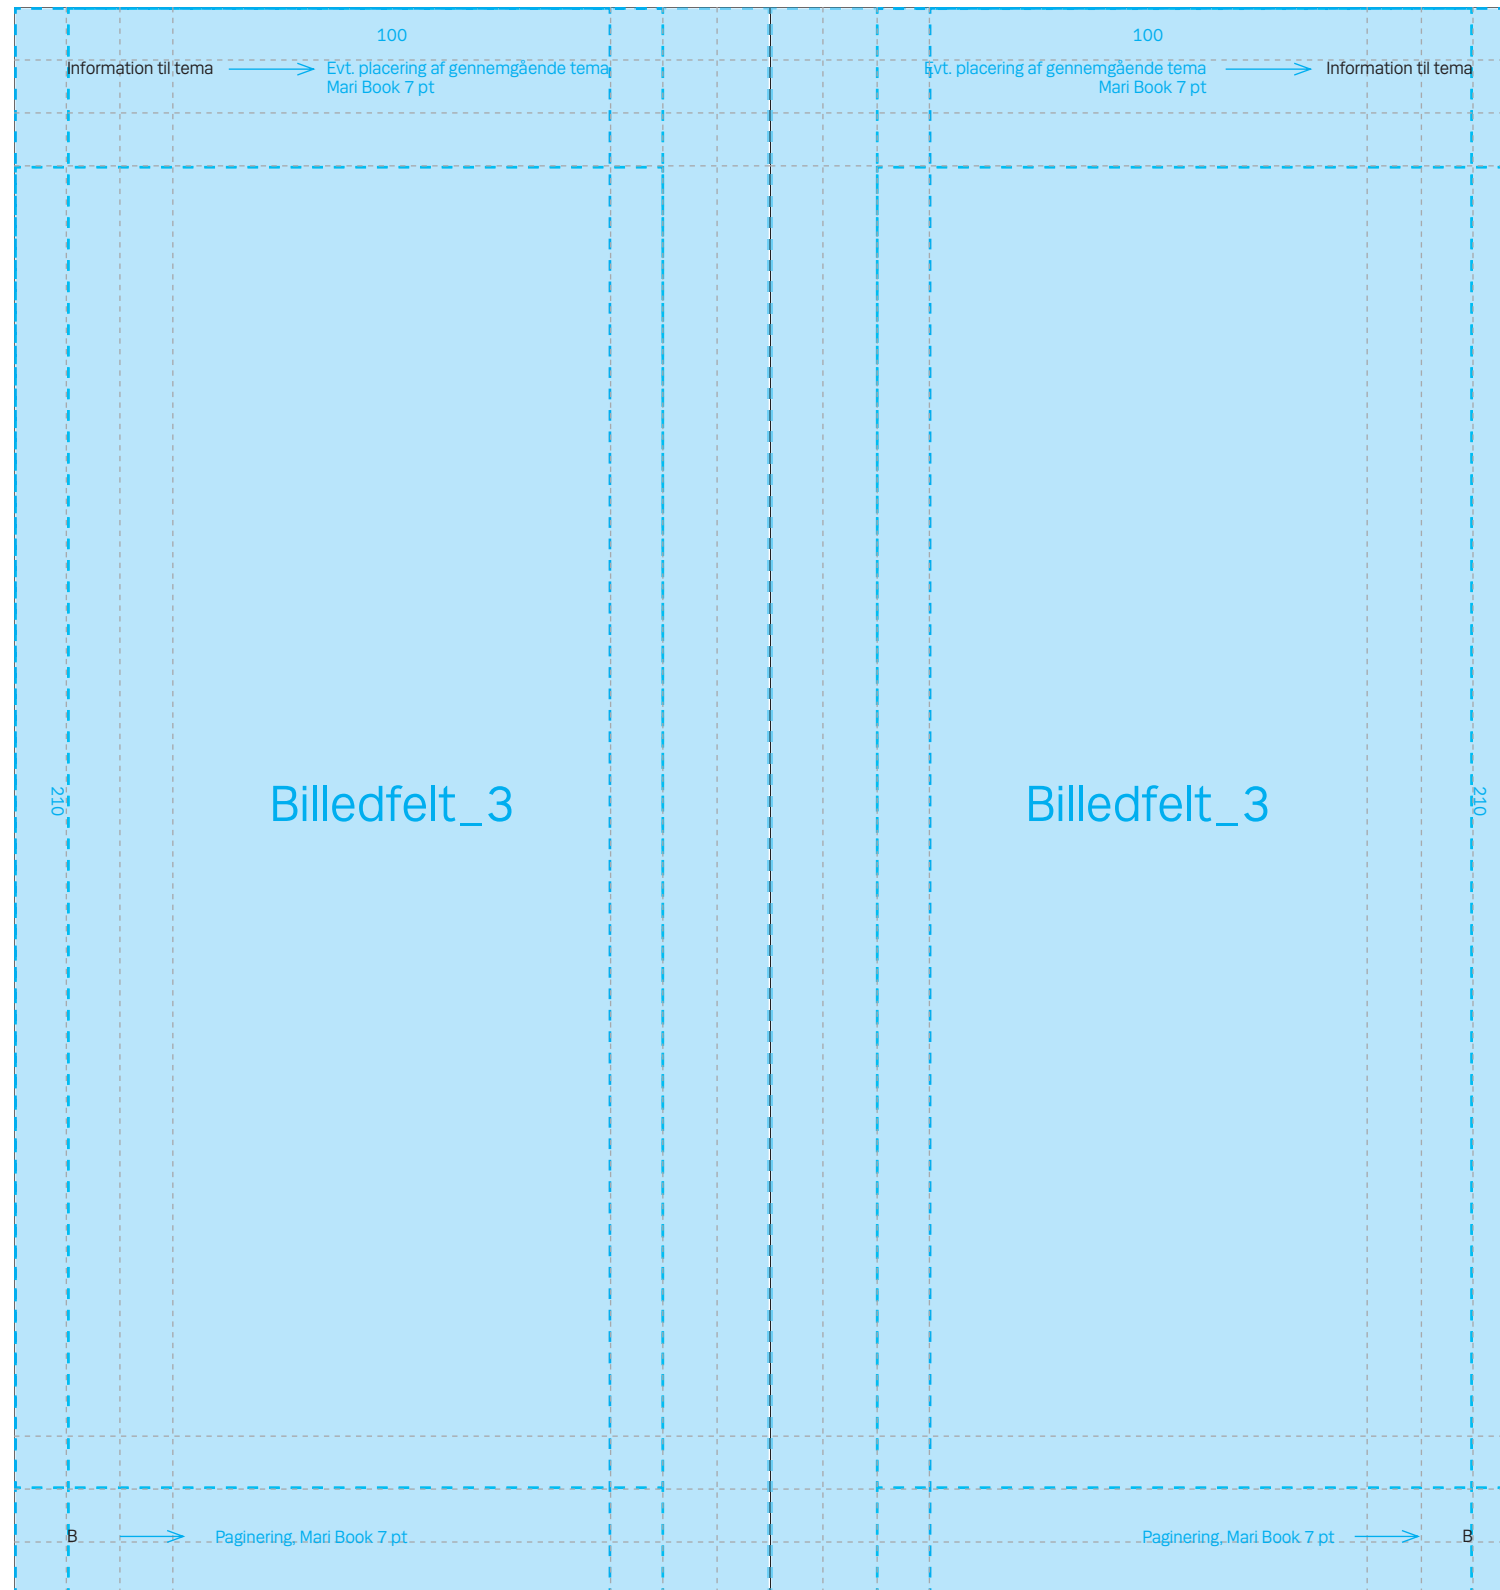 100
Information til tema
Evt. placering af gennemgående tema
Mari Book 7 pt
210
Billedfelt_3
B
Paginering, Mari Book 7 pt
100
Evt. placering af gennemgående tema
Mari Book 7 pt
Information til tema
Billedfelt_3
210
Paginering, Mari Book 7 pt
B